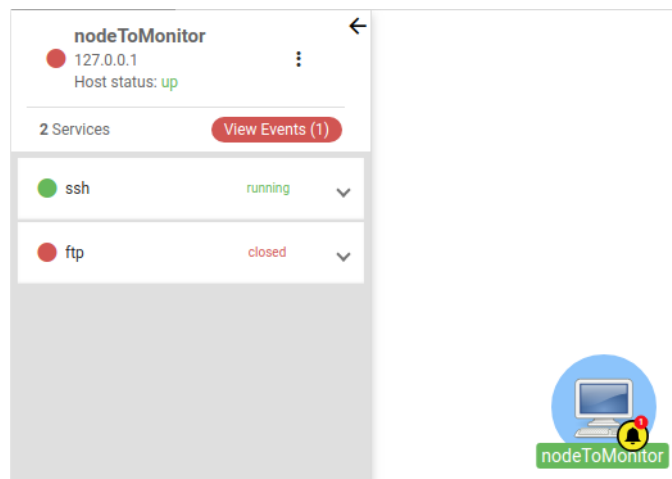 nodeToMonitor
127.0.0.1
Host status: up
2 Services
View Events (1)
ssh
running
ftp
closed
1
nodeToMonitor